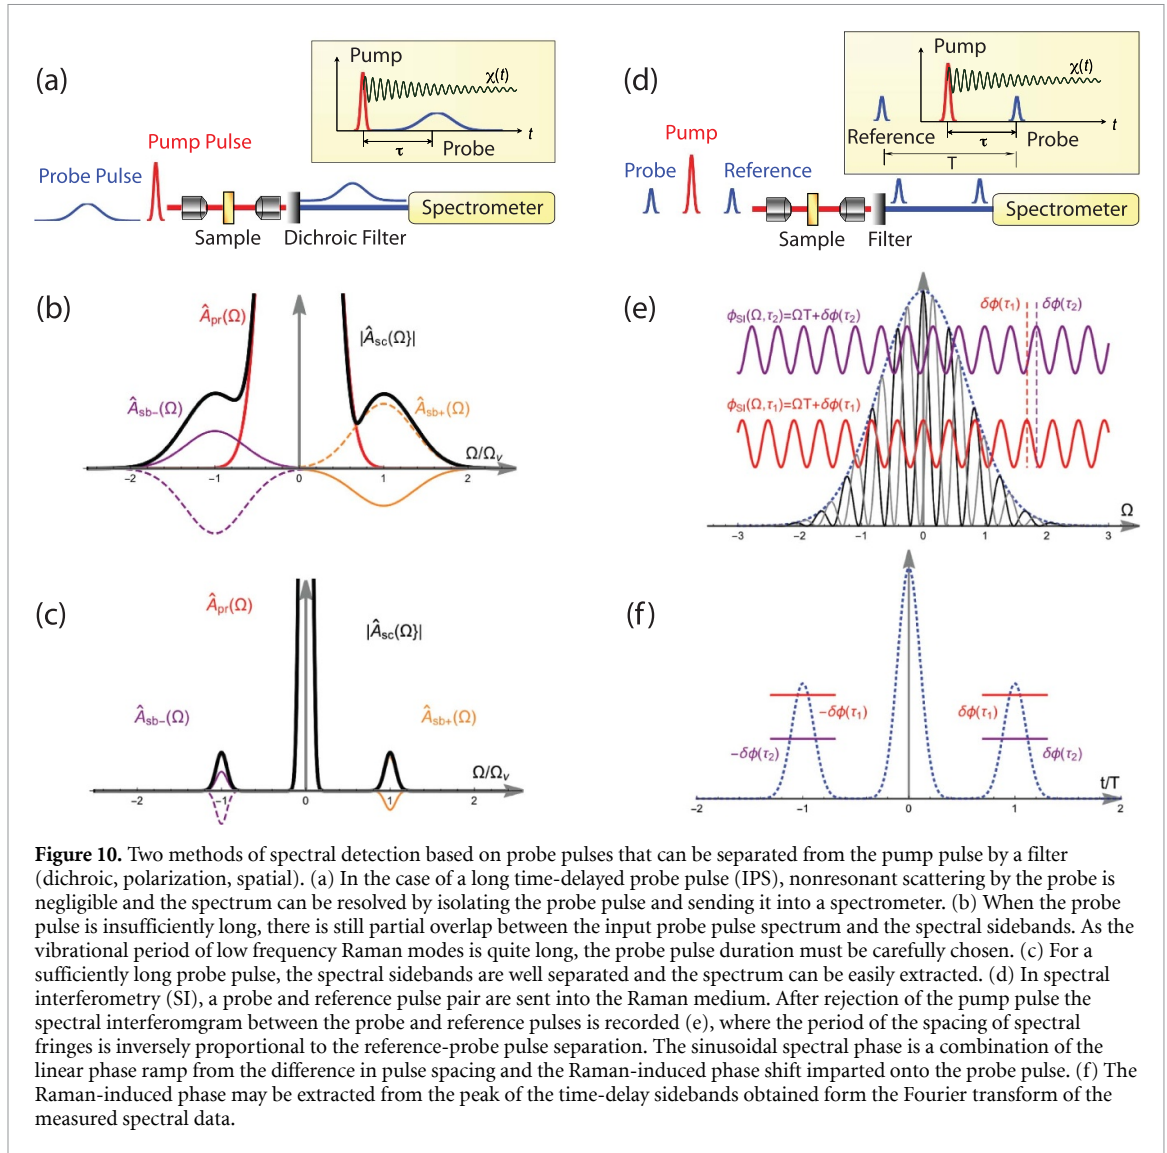 (a)
Pump
χ(t)
t
τ
Probe
Pump Pulse
Probe Pulse
Sample
Dichroic Filter
Spectrometer
(d)
Pump
χ(t)
t
Reference
τ
Probe
T
Pump
Probe
Reference
Sample
Filter
Spectrometer
(b)
Âpr(Ω)
|Âsc(Ω}|
Âsb−(Ω)
Âsb+(Ω)
Ω/Ωv
−2 −1 0 1 2
(e)
δϕ(τ1) δϕ(τ2)
ϕSI(Ω,τ2)=ΩT+δϕ(τ2)
ϕSI(Ω,τ1)=ΩT+δϕ(τ1)
Ω
−3 −2 −1 0 1 2 3
(c)
Âpr(Ω)
|Âsc(Ω}|
Âsb−(Ω)
Âsb+(Ω)
Ω/Ωv
−2 −1 0 1 2
(f)
−δϕ(τ1) δϕ(τ1)
−δϕ(τ2) δϕ(τ2)
t/T
−2 −1 0 1 2
Figure 10. Two methods of spectral detection based on probe pulses that can be separated from the pump pulse by a filter
(dichroic, polarization, spatial). (a) In the case of a long time-delayed probe pulse (IPS), nonresonant scattering by the probe is
negligible and the spectrum can be resolved by isolating the probe pulse and sending it into a spectrometer. (b) When the probe
pulse is insufficiently long, there is still partial overlap between the input probe pulse spectrum and the spectral sidebands. As the
vibrational period of low frequency Raman modes is quite long, the probe pulse duration must be carefully chosen. (c) For a
sufficiently long probe pulse, the spectral sidebands are well separated and the spectrum can be easily extracted. (d) In spectral
interferometry (SI), a probe and reference pulse pair are sent into the Raman medium. After rejection of the pump pulse the
spectral interferomgram between the probe and reference pulses is recorded (e), where the period of the spacing of spectral
fringes is inversely proportional to the reference-probe pulse separation. The sinusoidal spectral phase is a combination of the
linear phase ramp from the difference in pulse spacing and the Raman-induced phase shift imparted onto the probe pulse. (f) The
Raman-induced phase may be extracted from the peak of the time-delay sidebands obtained form the Fourier transform of the
measured spectral data.